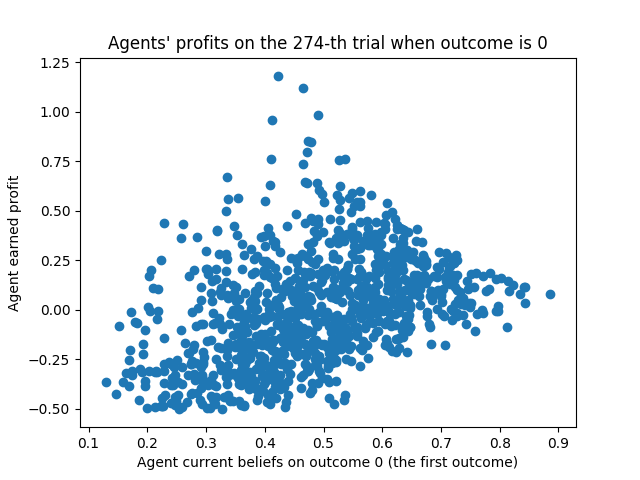 Agents' profits on the 274-th trial when outcome is 0
1.25
1.00
0.75
0.50
0.25
0.00
−0.25
−0.50
Agent earned profit
0.1 0.2 0.3 0.4 0.5 0.6 0.7 0.8 0.9
Agent current beliefs on outcome 0 (the first outcome)